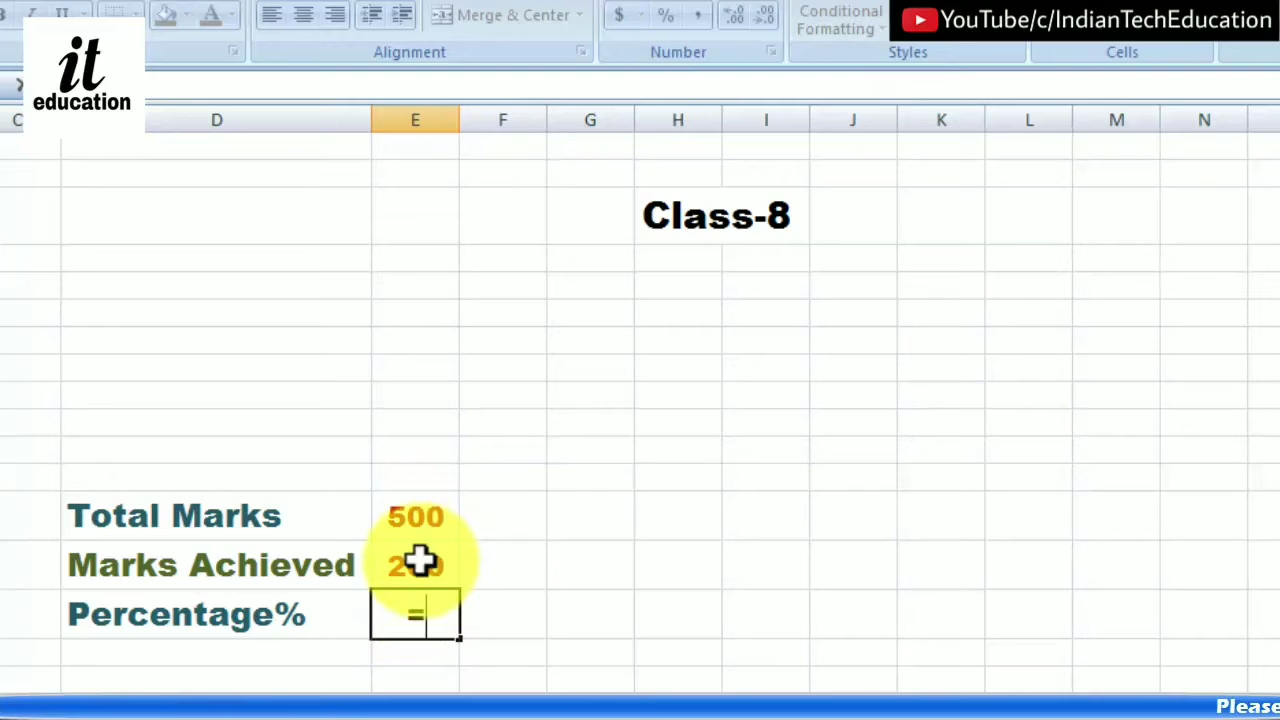 Merge & Center
$ % ,
Conditional
Formatting
YouTube/c/IndianTechEducation
Alignment
Number
Styles
Cells
it
education
C D E F G H I J K L M N
Class-8
Total Marks 500
Marks Achieved
Percentage% =
Please